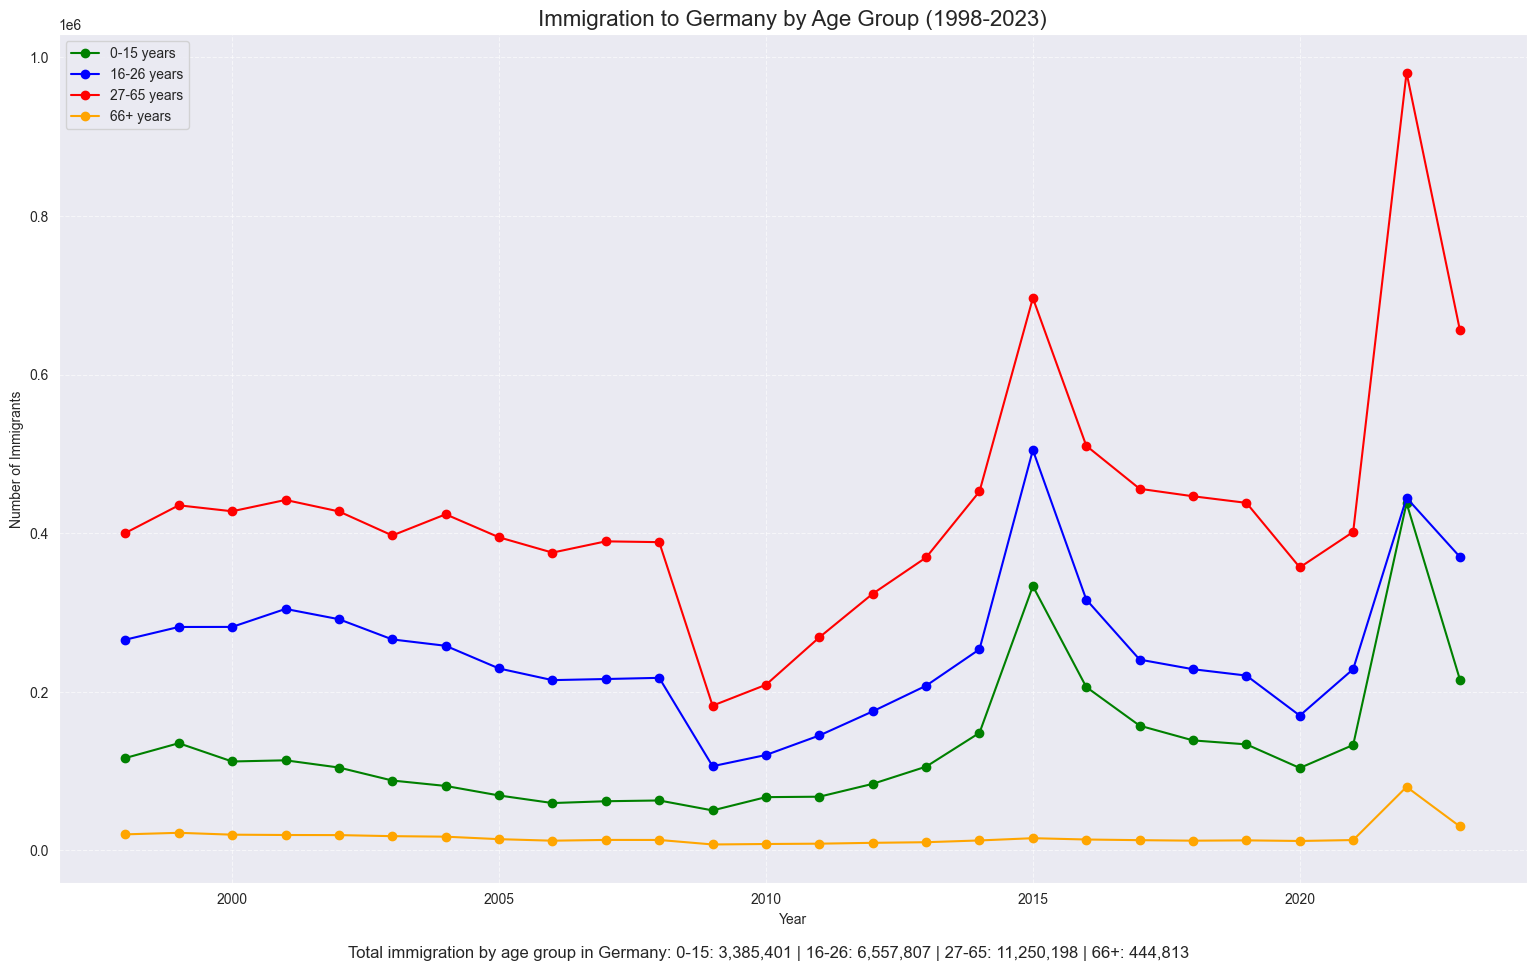 Immigration to Germany by Age Group (1998-2023)
1e6
0-15 years
16-26 years
27-65 years
66+ years
1.0
0.8
0.6
0.4
0.2
0.0
Number of Immigrants
2000 2005 2010 2015 2020
Year
Total immigration by age group in Germany: 0-15: 3,385,401 | 16-26: 6,557,807 | 27-65: 11,250,198 | 66+: 444,813